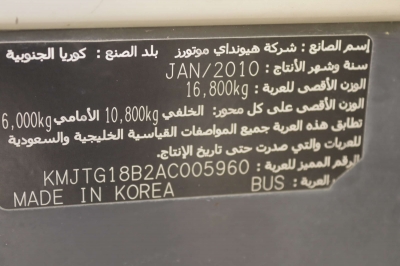 إسم الصانع : شركة هيونداي موتورز بلد الصنع : كوريا الجنوبية
سنة وشهر الأنتاج : JAN/2010
الوزن الأقصى للعربة : 16,800kg
الوزن الأقصى على كل محور: الخلفي 10,800kg الأمامي 6,000kg
تطابق هذه العربة جميع المواصفات القياسية الخليجية والسعودية
للعربات والتي صدرت حتى تاريخ الإنتاج.
الرقم المميز للعربة : KMJTG18B2AC005960
العربة : BUS MADE IN KOREA